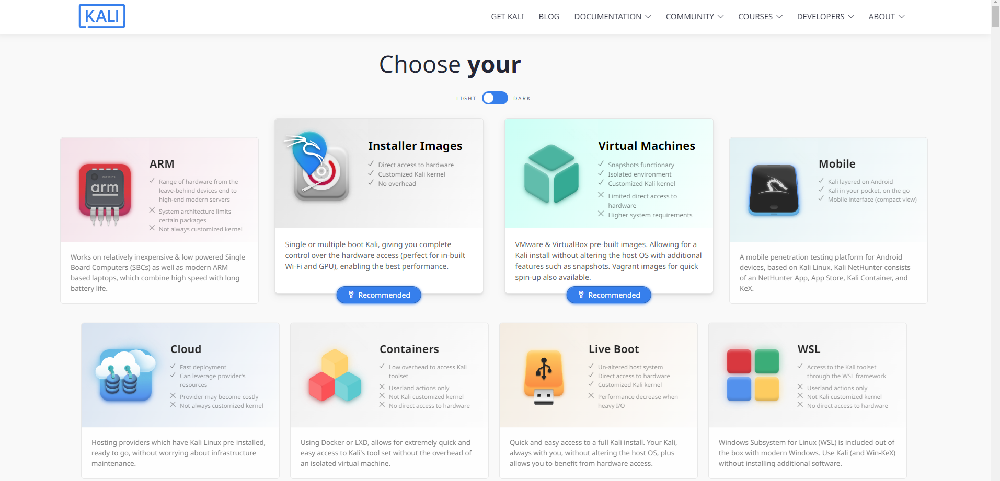 KALI
GET KALI
BLOG
DOCUMENTATION
COMMUNITY
COURSES
DEVELOPERS
ABOUT
Choose your
LIGHT
DARK
arm
ARM
Range of hardware from the
leave-behind devices end to
high-end modern servers
System architecture limits
certain packages
Not always customized kernel
Works on relatively inexpensive & low powered Single
Board Computers (SBCs) as well as modern ARM
based laptops, which combine high speed with long
battery life.
Installer Images
Direct access to hardware
Customized Kali kernel
No overhead
Single or multiple boot Kali, giving you complete
control over the hardware access (perfect for in-built
Wi-Fi and GPU), enabling the best performance.
Recommended
Virtual Machines
Snapshots functionary
Isolated environment
Customized Kali kernel
Limited direct access to
hardware
Higher system requirements
VMware & VirtualBox pre-built images. Allowing for a
Kali install without altering the host OS with additional
features such as snapshots. Vagrant images for quick
spin-up also available.
Recommended
Mobile
Kali layered on Android
Kali in your pocket, on the go
Mobile interface (compact view)
A mobile penetration testing platform for Android
devices, based on Kali Linux. Kali NetHunter consists
of an NetHunter App, App Store, Kali Container, and
KeX.
Cloud
Fast deployment
Can leverage provider's
resources
Provider may become costly
Not always customized kernel
Hosting providers which have Kali Linux pre-installed,
ready to go, without worrying about infrastructure
maintenance.
Containers
Low overhead to access Kali
toolset
Userland actions only
Not Kali customized kernel
No direct access to hardware
Using Docker or LXD, allows for extremely quick and
easy access to Kali's tool set without the overhead of
an isolated virtual machine.
Live Boot
Un-altered host system
Direct access to hardware
Customized Kali kernel
Performance decrease when
heavy I/O
Quick and easy access to a full Kali install. Your Kali,
always with you, without altering the host OS, plus
allows you to benefit from hardware access.
WSL
Access to the Kali toolset
through the WSL framework
Userland actions only
Not Kali customized kernel
No direct access to hardware
Windows Subsystem for Linux (WSL) is included out of
the box with modern Windows. Use Kali (and Win-KeX)
without installing additional software.